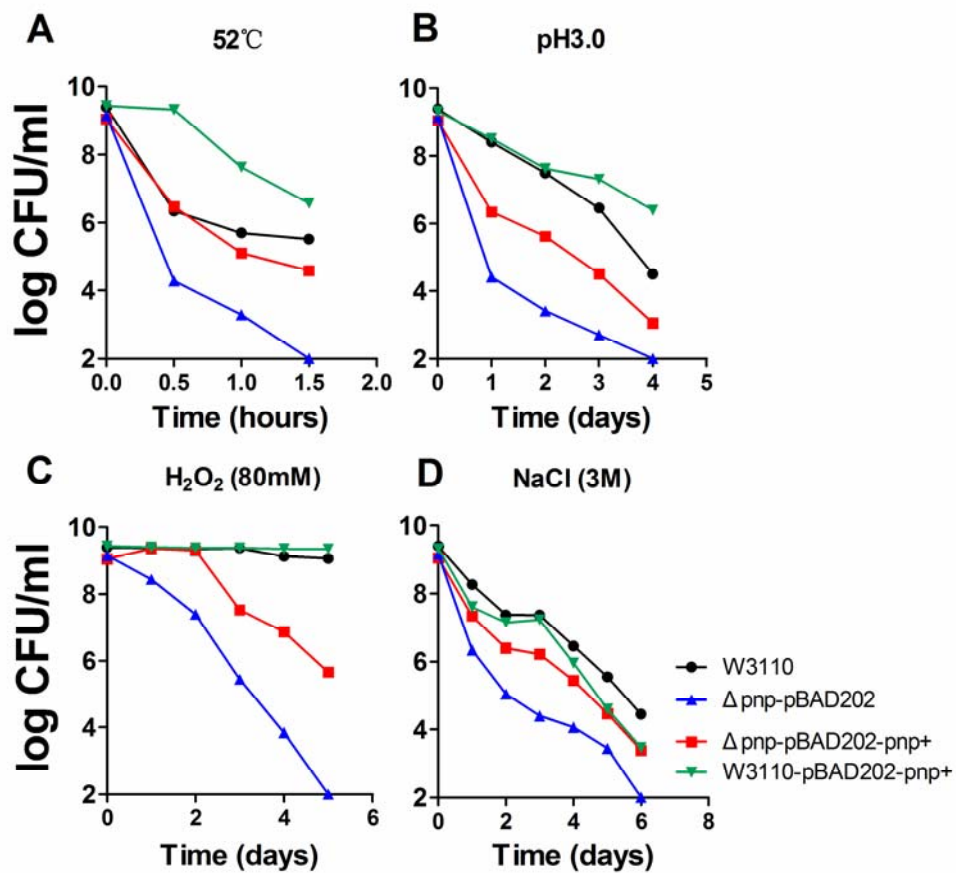 A
52℃
log CFU/ml
10
8
6
4
2
0.0 0.5 1.0 1.5 2.0
Time (hours)
B
pH3.0
10
8
6
4
2
0 1 2 3 4 5
Time (days)
C
H₂O₂ (80mM)
log CFU/ml
10
8
6
4
2
0 2 4 6
Time (days)
D
NaCl (3M)
10
8
6
4
2
0 2 4 6 8
Time (days)
W3110
Δpnp-pBAD202
Δpnp-pBAD202-pnp+
W3110-pBAD202-pnp+